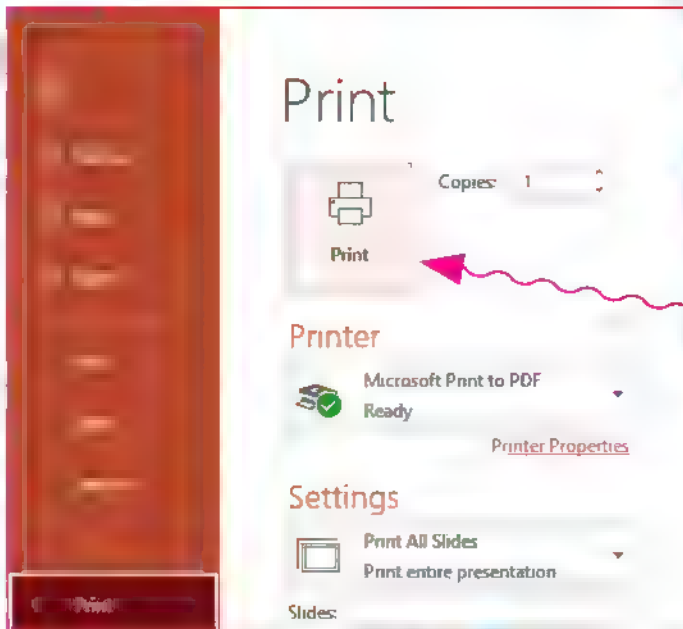 Print
Copies: 1
Print
Printer
Microsoft Print to PDF
Ready
Printer Properties
Settings
Print All Slides
Print entire presentation
Slides:
Print